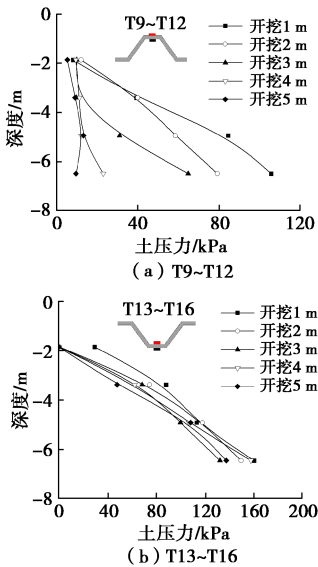 T9~T12
开挖1 m
开挖2 m
开挖3 m
开挖4 m
开挖5 m
0
-2
-4
-6
-8
深度/m
0 40 80 120
土压力/kPa
(a) T9~T12
T13~T16
开挖1 m
开挖2 m
开挖3 m
开挖4 m
开挖5 m
0
-2
-4
-6
-8
深度/m
0 40 80 120 160 200
土压力/kPa
(b) T13~T16